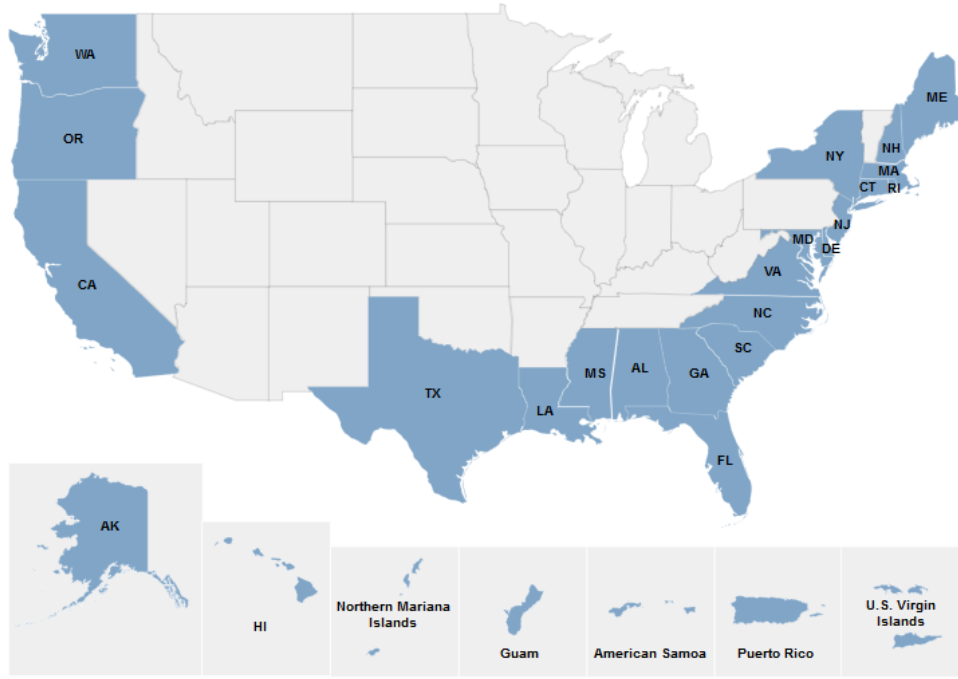 WA
ME
OR
NY
NH
MA
CT
RI
NJ
MD
DE
VA
CA
NC
SC
MS
AL
GA
TX
LA
FL
AK
HI
Northern Mariana
Islands
Guam
American Samoa
Puerto Rico
U.S. Virgin
Islands